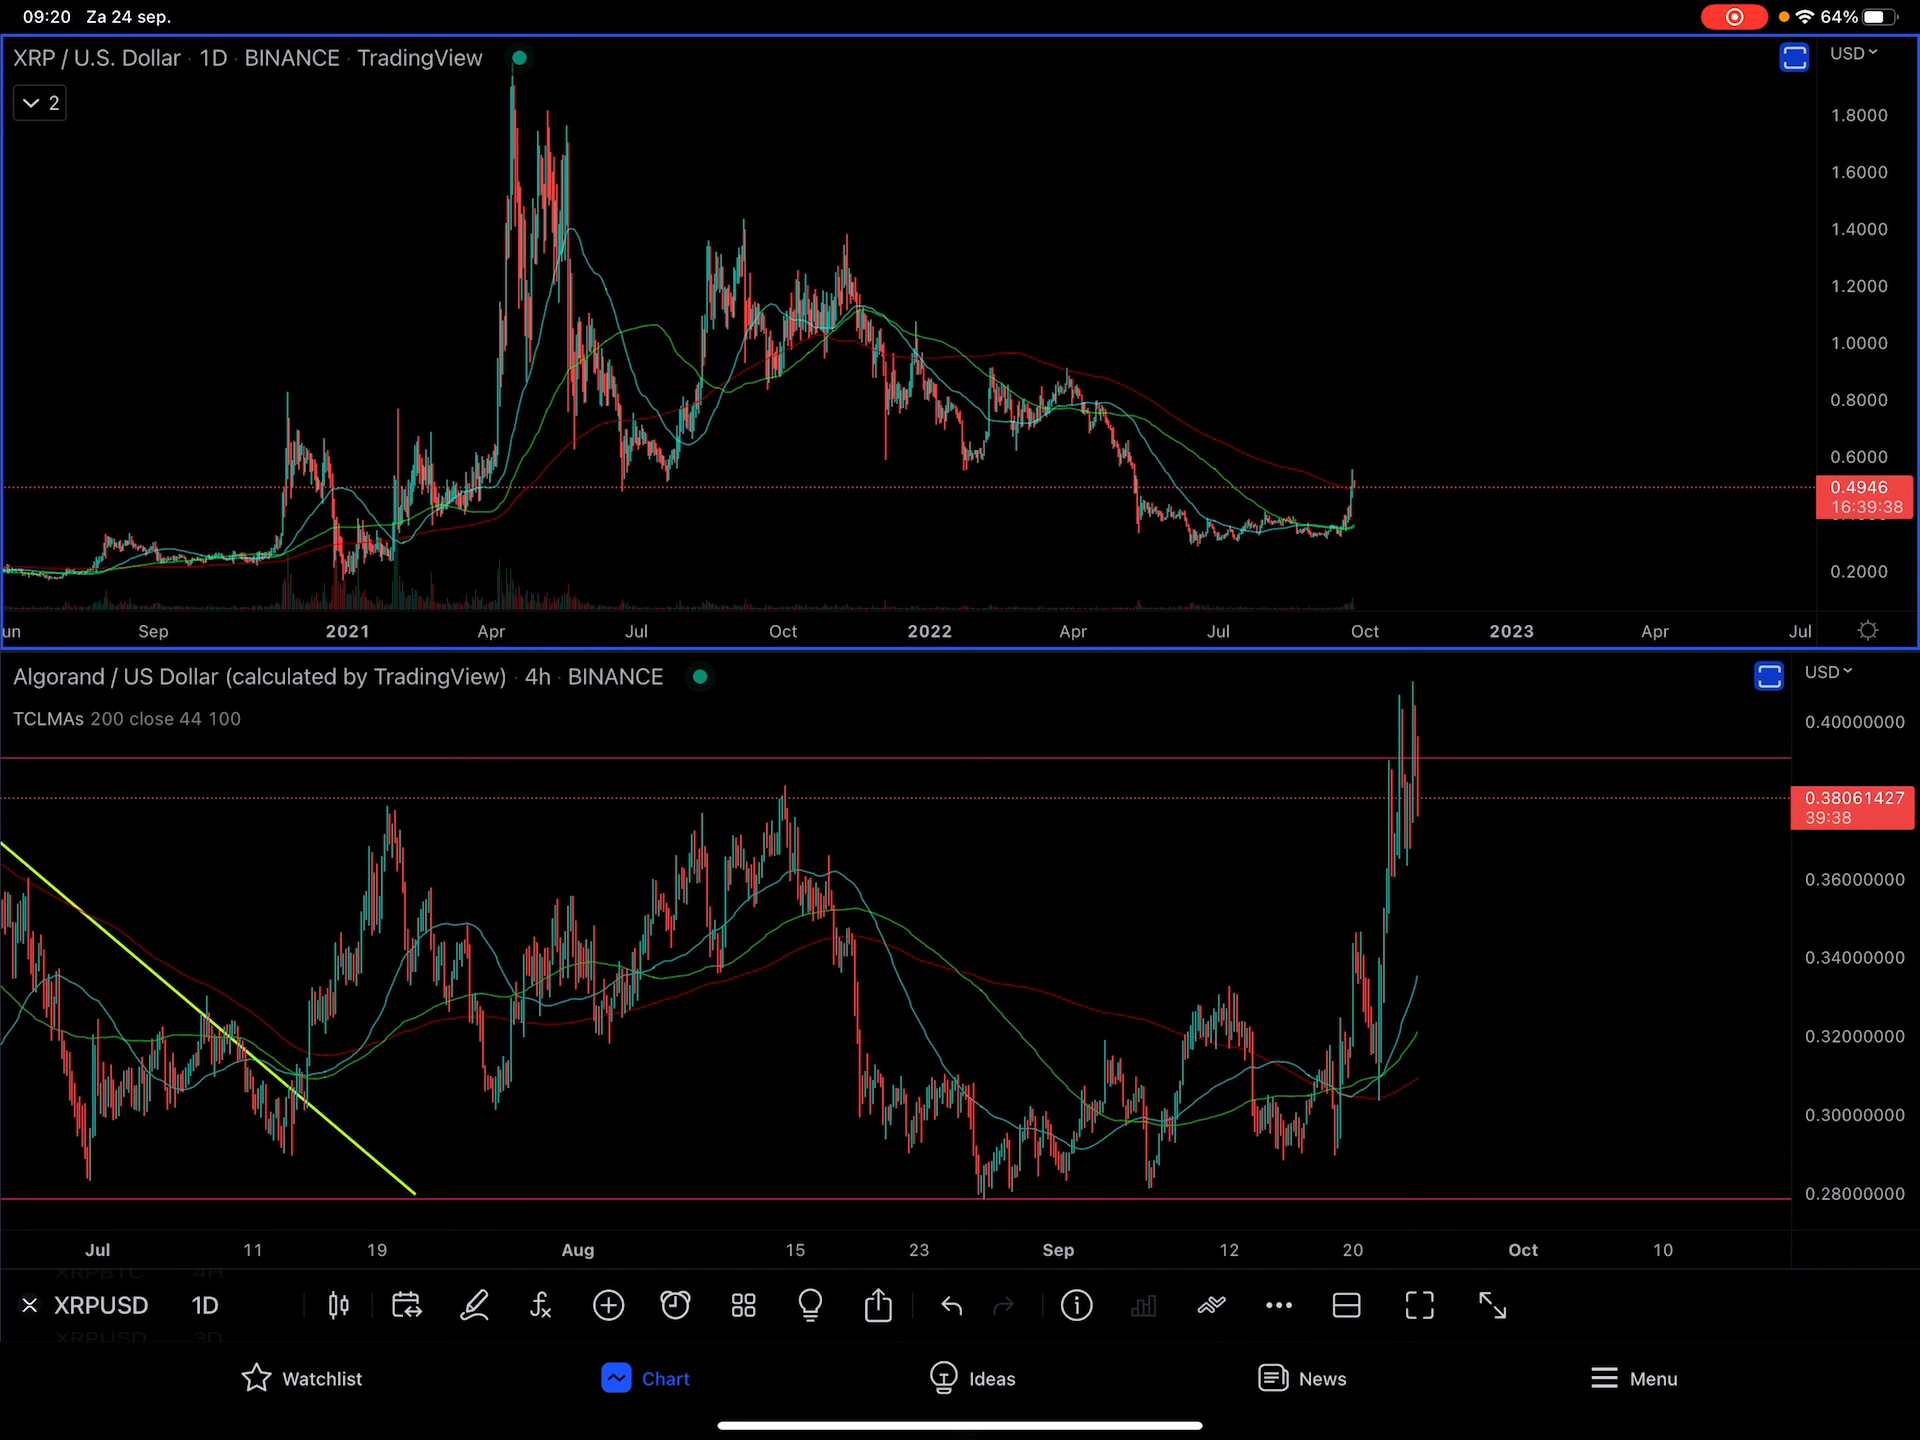 09:20 Za 24 sep.
64%
XRP / U.S. Dollar · 1D · BINANCE · TradingView
USD
2
1.8000
1.6000
1.4000
1.2000
1.0000
0.8000
0.6000
0.4946
16:39:38
0.2000
un Sep 2021 Apr Jul Oct 2022 Apr Jul Oct 2023 Apr Jul
Algorand / US Dollar (calculated by TradingView) · 4h · BINANCE
USD
TCLMAs 200 close 44 100
0.40000000
0.38061427
39:38
0.36000000
0.34000000
0.32000000
0.30000000
0.28000000
Jul 11 19 Aug 15 23 Sep 12 20 Oct 10
XRPBTC 4H
XRPUSD 1D
XRPUSD 3D
Watchlist
Chart
Ideas
News
Menu